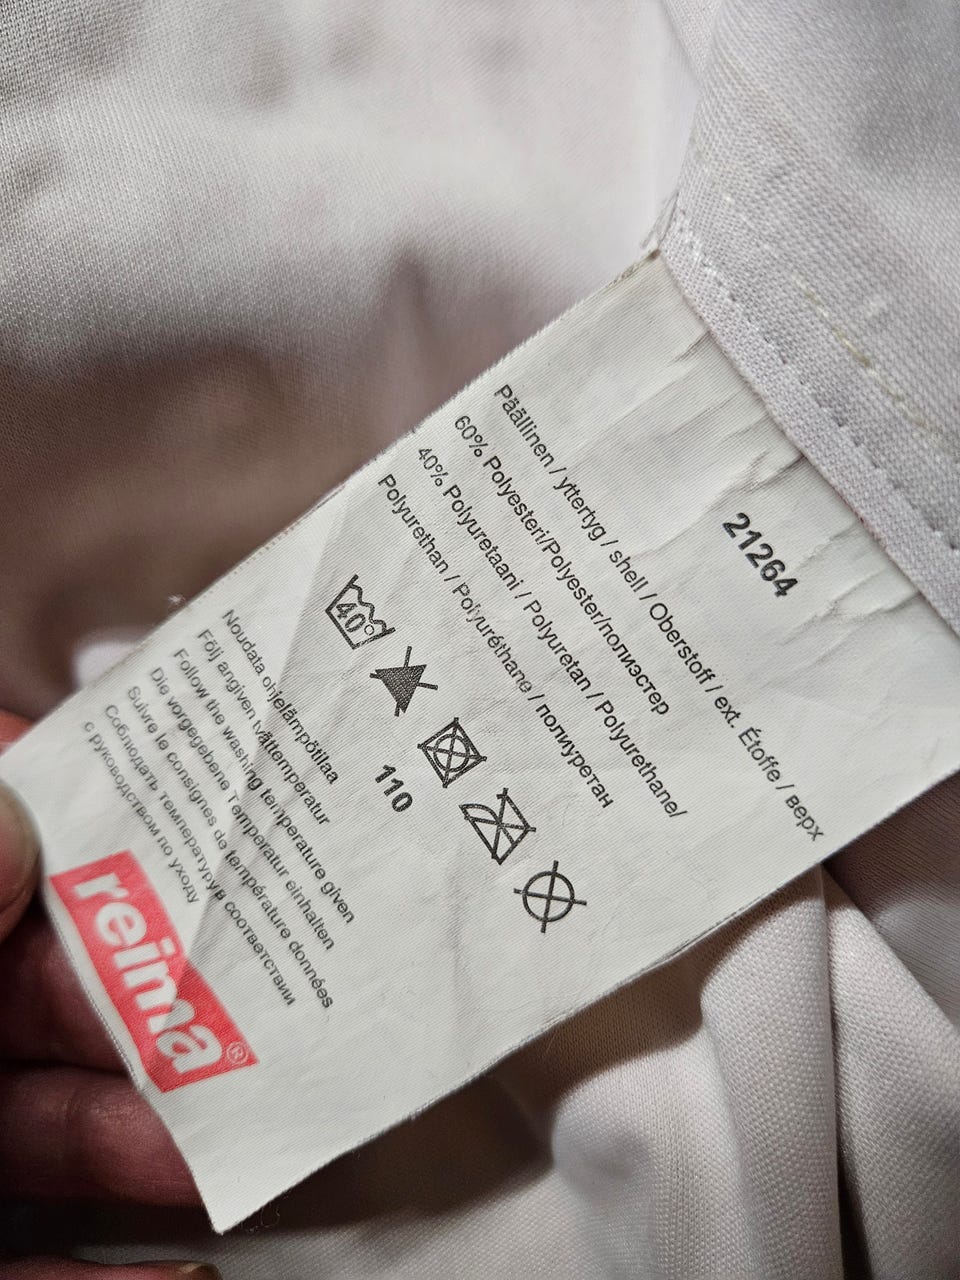 21264
Päällinen / yttertyg / shell / Oberstoff / ext. Étoffe / верх
60% Polyesteri/Polyester/полиэстер
40% Polyuretaani / Polyuretan / Polyurethane/
Polyurethan / Polyuréthane / полиуретан
40°
110
Noudata ohjelämpötilaa
Följ angiven tvättemperatur
Follow the washing temperature given
Die vorgegebene Temperatur einhalten
Suivre le consignes de température données
Соблюдать температуру в соответствии
с руководством по уходу
reima®